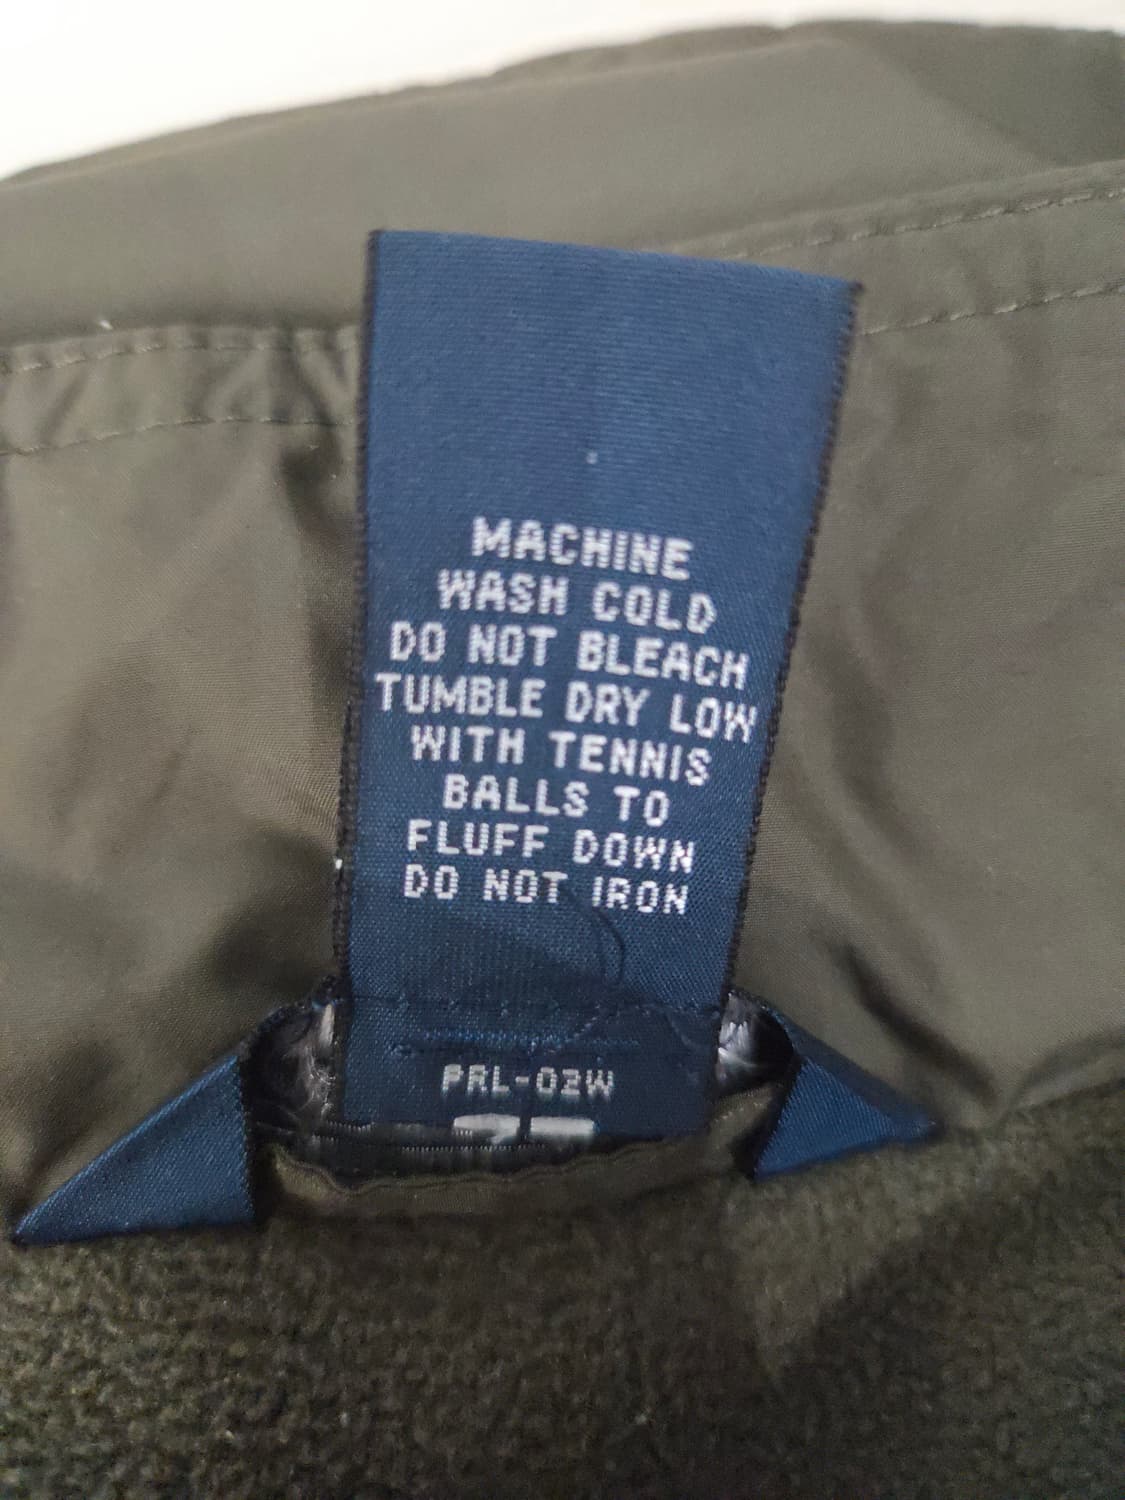 MACHINE
WASH COLD
DO NOT BLEACH
TUMBLE DRY LOW
WITH TENNIS
BALLS TO
FLUFF DOWN
DO NOT IRON
PRL-02W